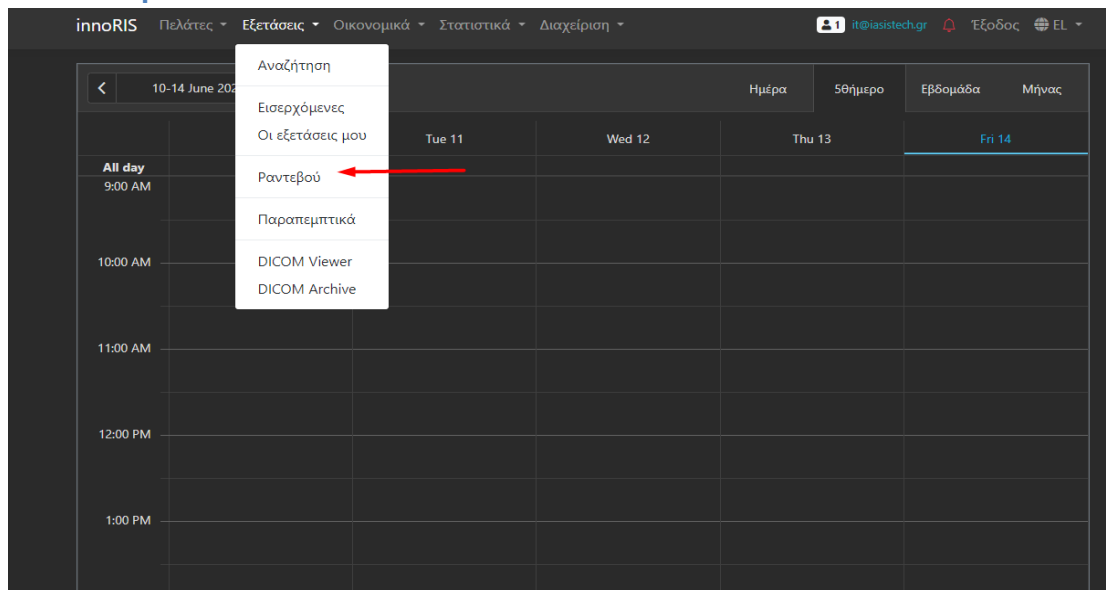 innoRIS Πελάτες Εξετάσεις Οικονομικά Στατιστικά Διαχείριση 1 it@iasistech.gr Έξοδος EL
Αναζήτηση
Εισερχόμενες
Οι εξετάσεις μου
Ραντεβού
Παραπεμπτικά
DICOM Viewer
DICOM Archive
10-14 June 202 Ημέρα 5θήμερο Εβδομάδα Μήνας
Tue 11 Wed 12 Thu 13 Fri 14
All day
9:00 AM
10:00 AM
11:00 AM
12:00 PM
1:00 PM